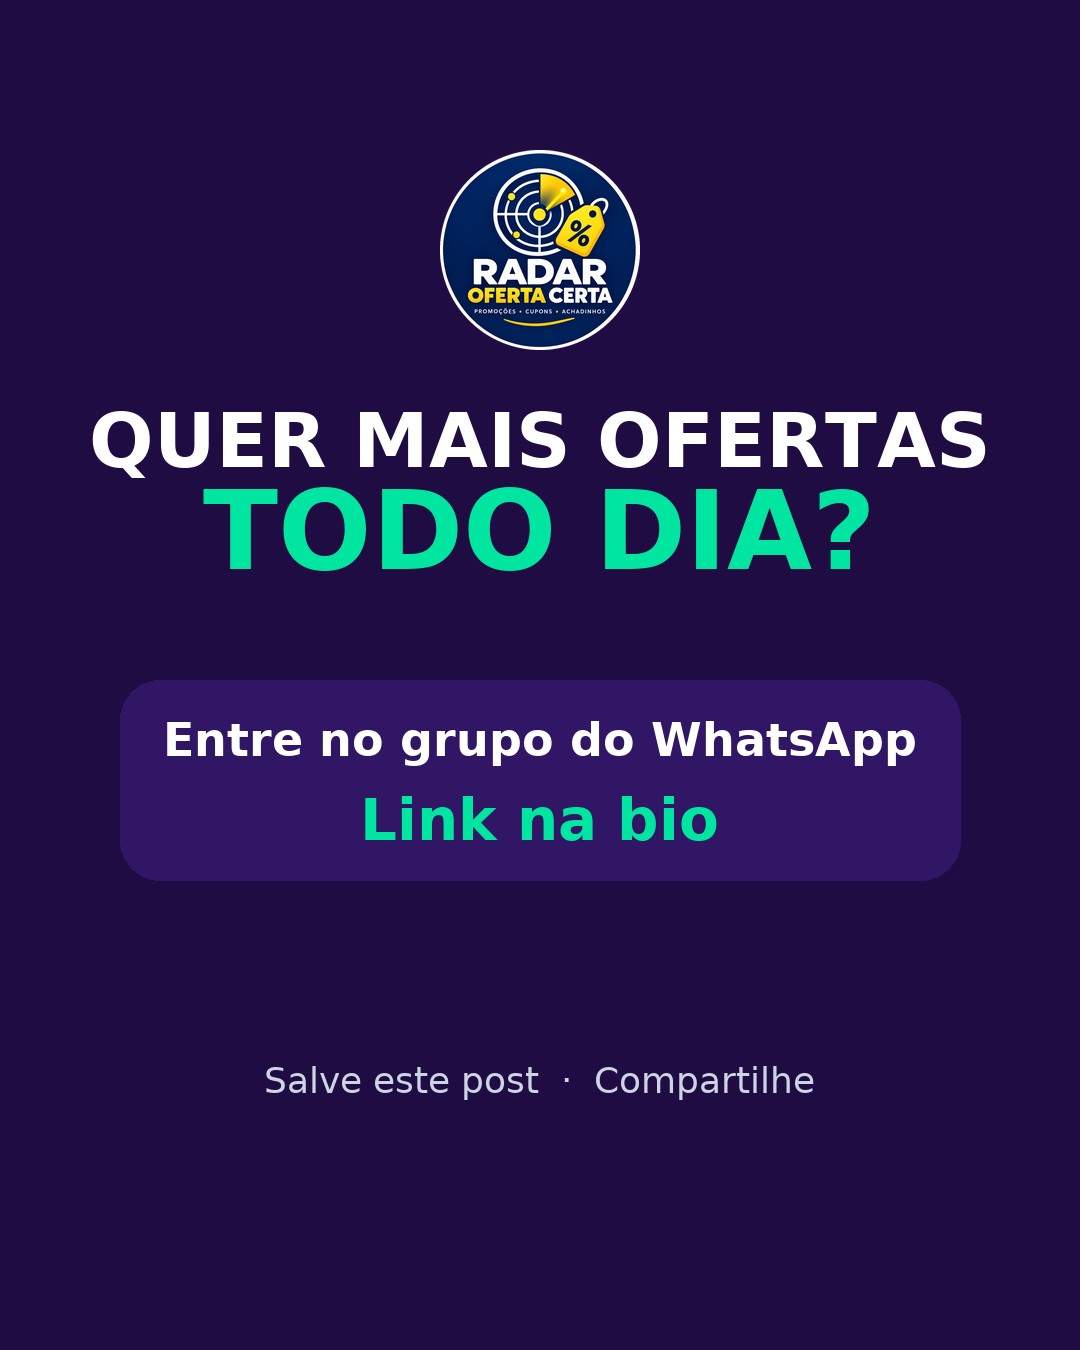 %
RADAR
OFERTA CERTA
PROMOÇÕES • CUPONS • ACHADINHOS
QUER MAIS OFERTAS
TODO DIA?
Entre no grupo do WhatsApp
Link na bio
Salve este post · Compartilhe